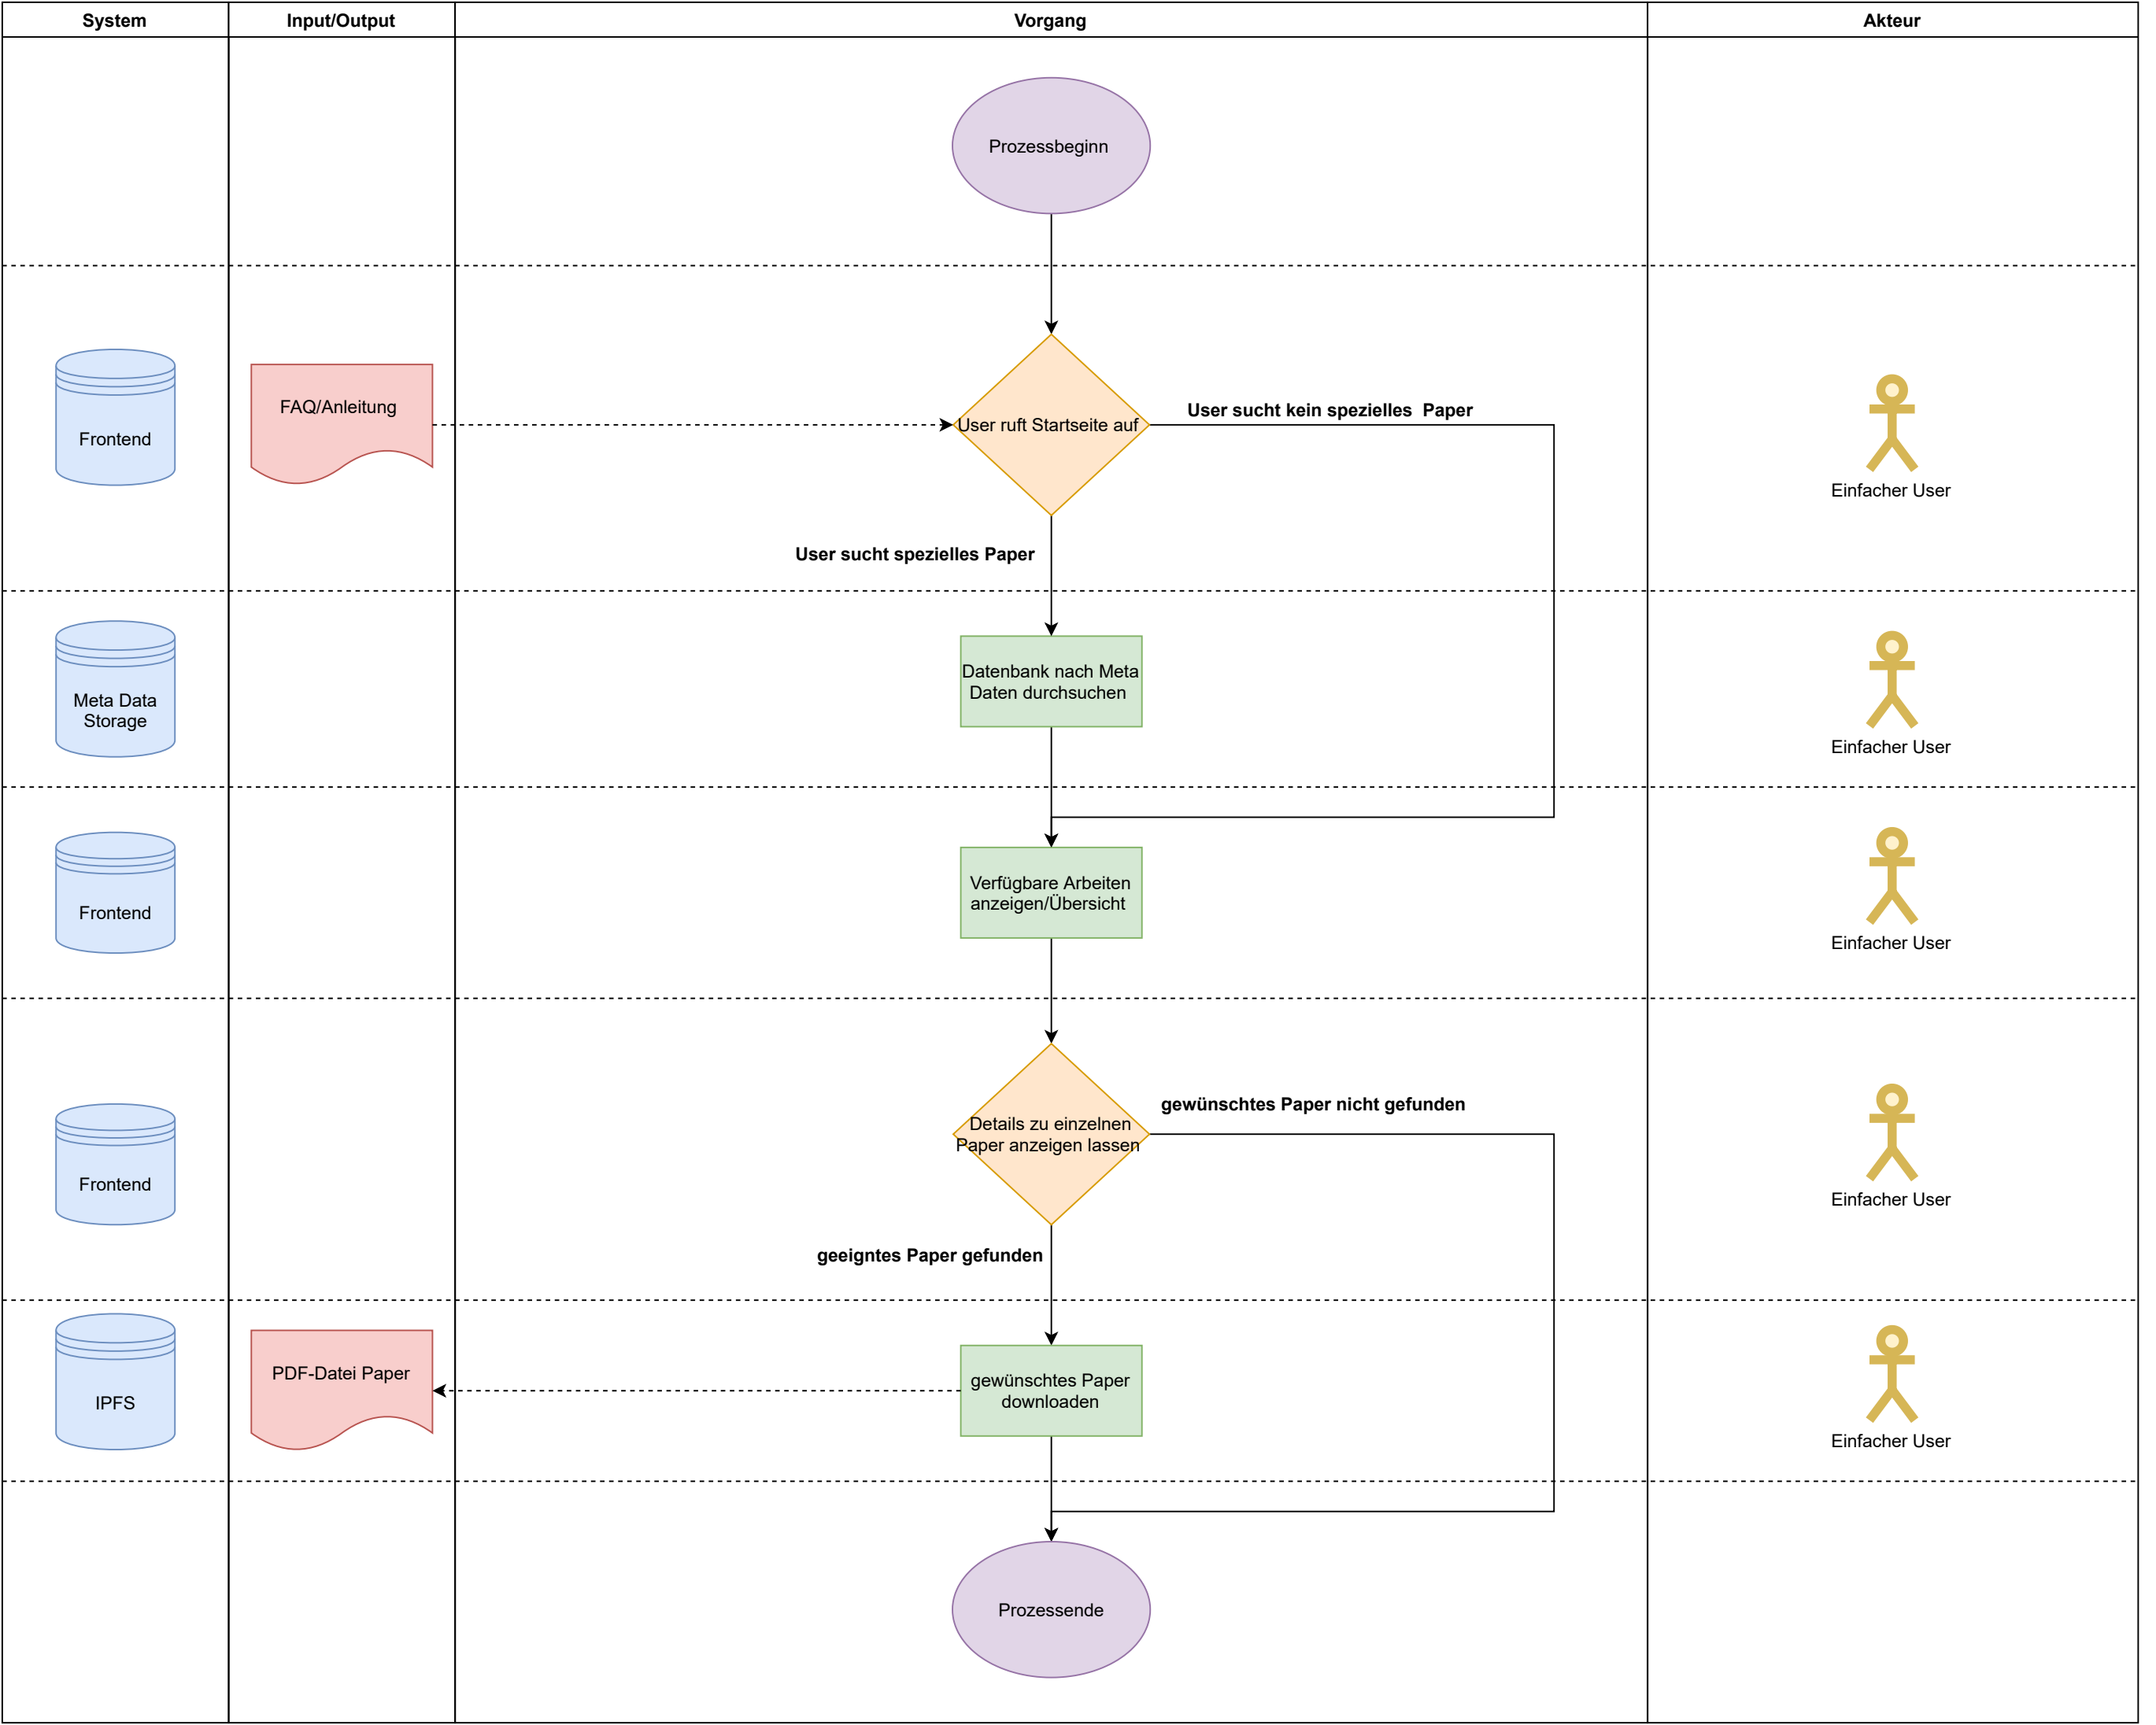 System
Input/Output
Vorgang
Akteur
Prozessbeginn
Frontend
FAQ/Anleitung
User ruft Startseite auf
User sucht kein spezielles  Paper
Einfacher User
User sucht spezielles Paper
Meta Data
Storage
Datenbank nach Meta
Daten durchsuchen
Einfacher User
Frontend
Verfügbare Arbeiten
anzeigen/Übersicht
Einfacher User
Frontend
Details zu einzelnen
Paper anzeigen lassen
gewünschtes Paper nicht gefunden
Einfacher User
geeigntes Paper gefunden
IPFS
PDF-Datei Paper
gewünschtes Paper
downloaden
Einfacher User
Prozessende